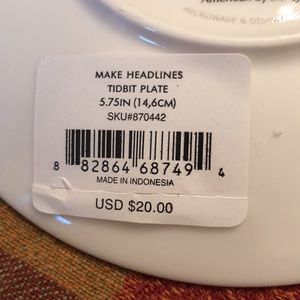 MICROWAVE & DISHW
MAKE HEADLINES
TIDBIT PLATE
5.75IN (14,6CM)
SKU#870442
8 82864 68749 4
MADE IN INDONESIA
USD $20.00